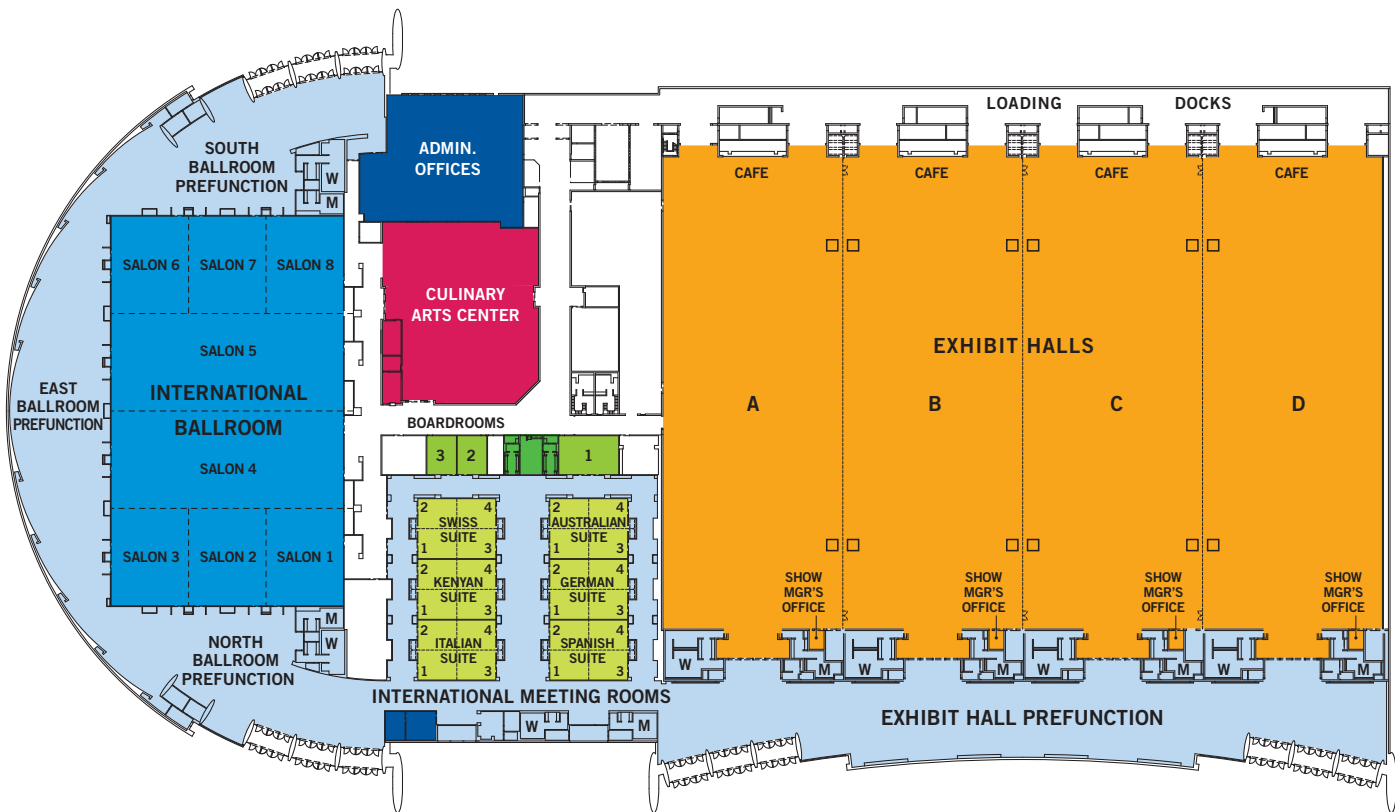 LOADING DOCKS
SOUTH
BALLROOM
PREFUNCTION
W
M
ADMIN.
OFFICES
CAFE
CAFE
CAFE
CAFE
SALON 6
SALON 7
SALON 8
SALON 5
INTERNATIONAL
BALLROOM
SALON 4
SALON 3
SALON 2
SALON 1
EAST
BALLROOM
PREFUNCTION
CULINARY
ARTS CENTER
EXHIBIT HALLS
A
B
C
D
BOARDROOMS
3
2
1
2 4
SWISS
SUITE
1 3
2 4
AUSTRALIAN
SUITE
1 3
2 4
KENYAN
SUITE
1 3
2 4
GERMAN
SUITE
1 3
2 4
ITALIAN
SUITE
1 3
2 4
SPANISH
SUITE
1 3
M
W
NORTH
BALLROOM
PREFUNCTION
SHOW
MGR'S
OFFICE
SHOW
MGR'S
OFFICE
SHOW
MGR'S
OFFICE
SHOW
MGR'S
OFFICE
W
M
W
M
W
M
W
M
INTERNATIONAL MEETING ROOMS
W
M
EXHIBIT HALL PREFUNCTION